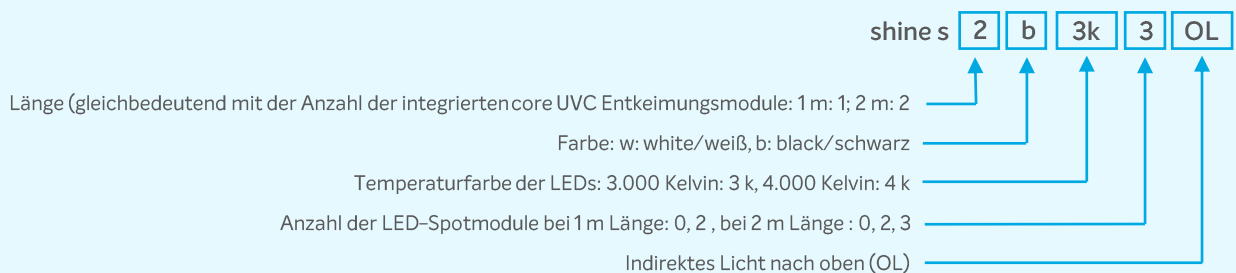 shine s 2 b 3k 3 OL
Länge (gleichbedeutend mit der Anzahl der integrierten core UVC Entkeimungsmodule: 1 m: 1; 2 m: 2
Farbe: w: white/weiß, b: black/schwarz
Temperaturfarbe der LEDs: 3.000 Kelvin: 3 k, 4.000 Kelvin: 4 k
Anzahl der LED–Spotmodule bei 1 m Länge: 0, 2 , bei 2 m Länge : 0, 2, 3
Indirektes Licht nach oben (OL)